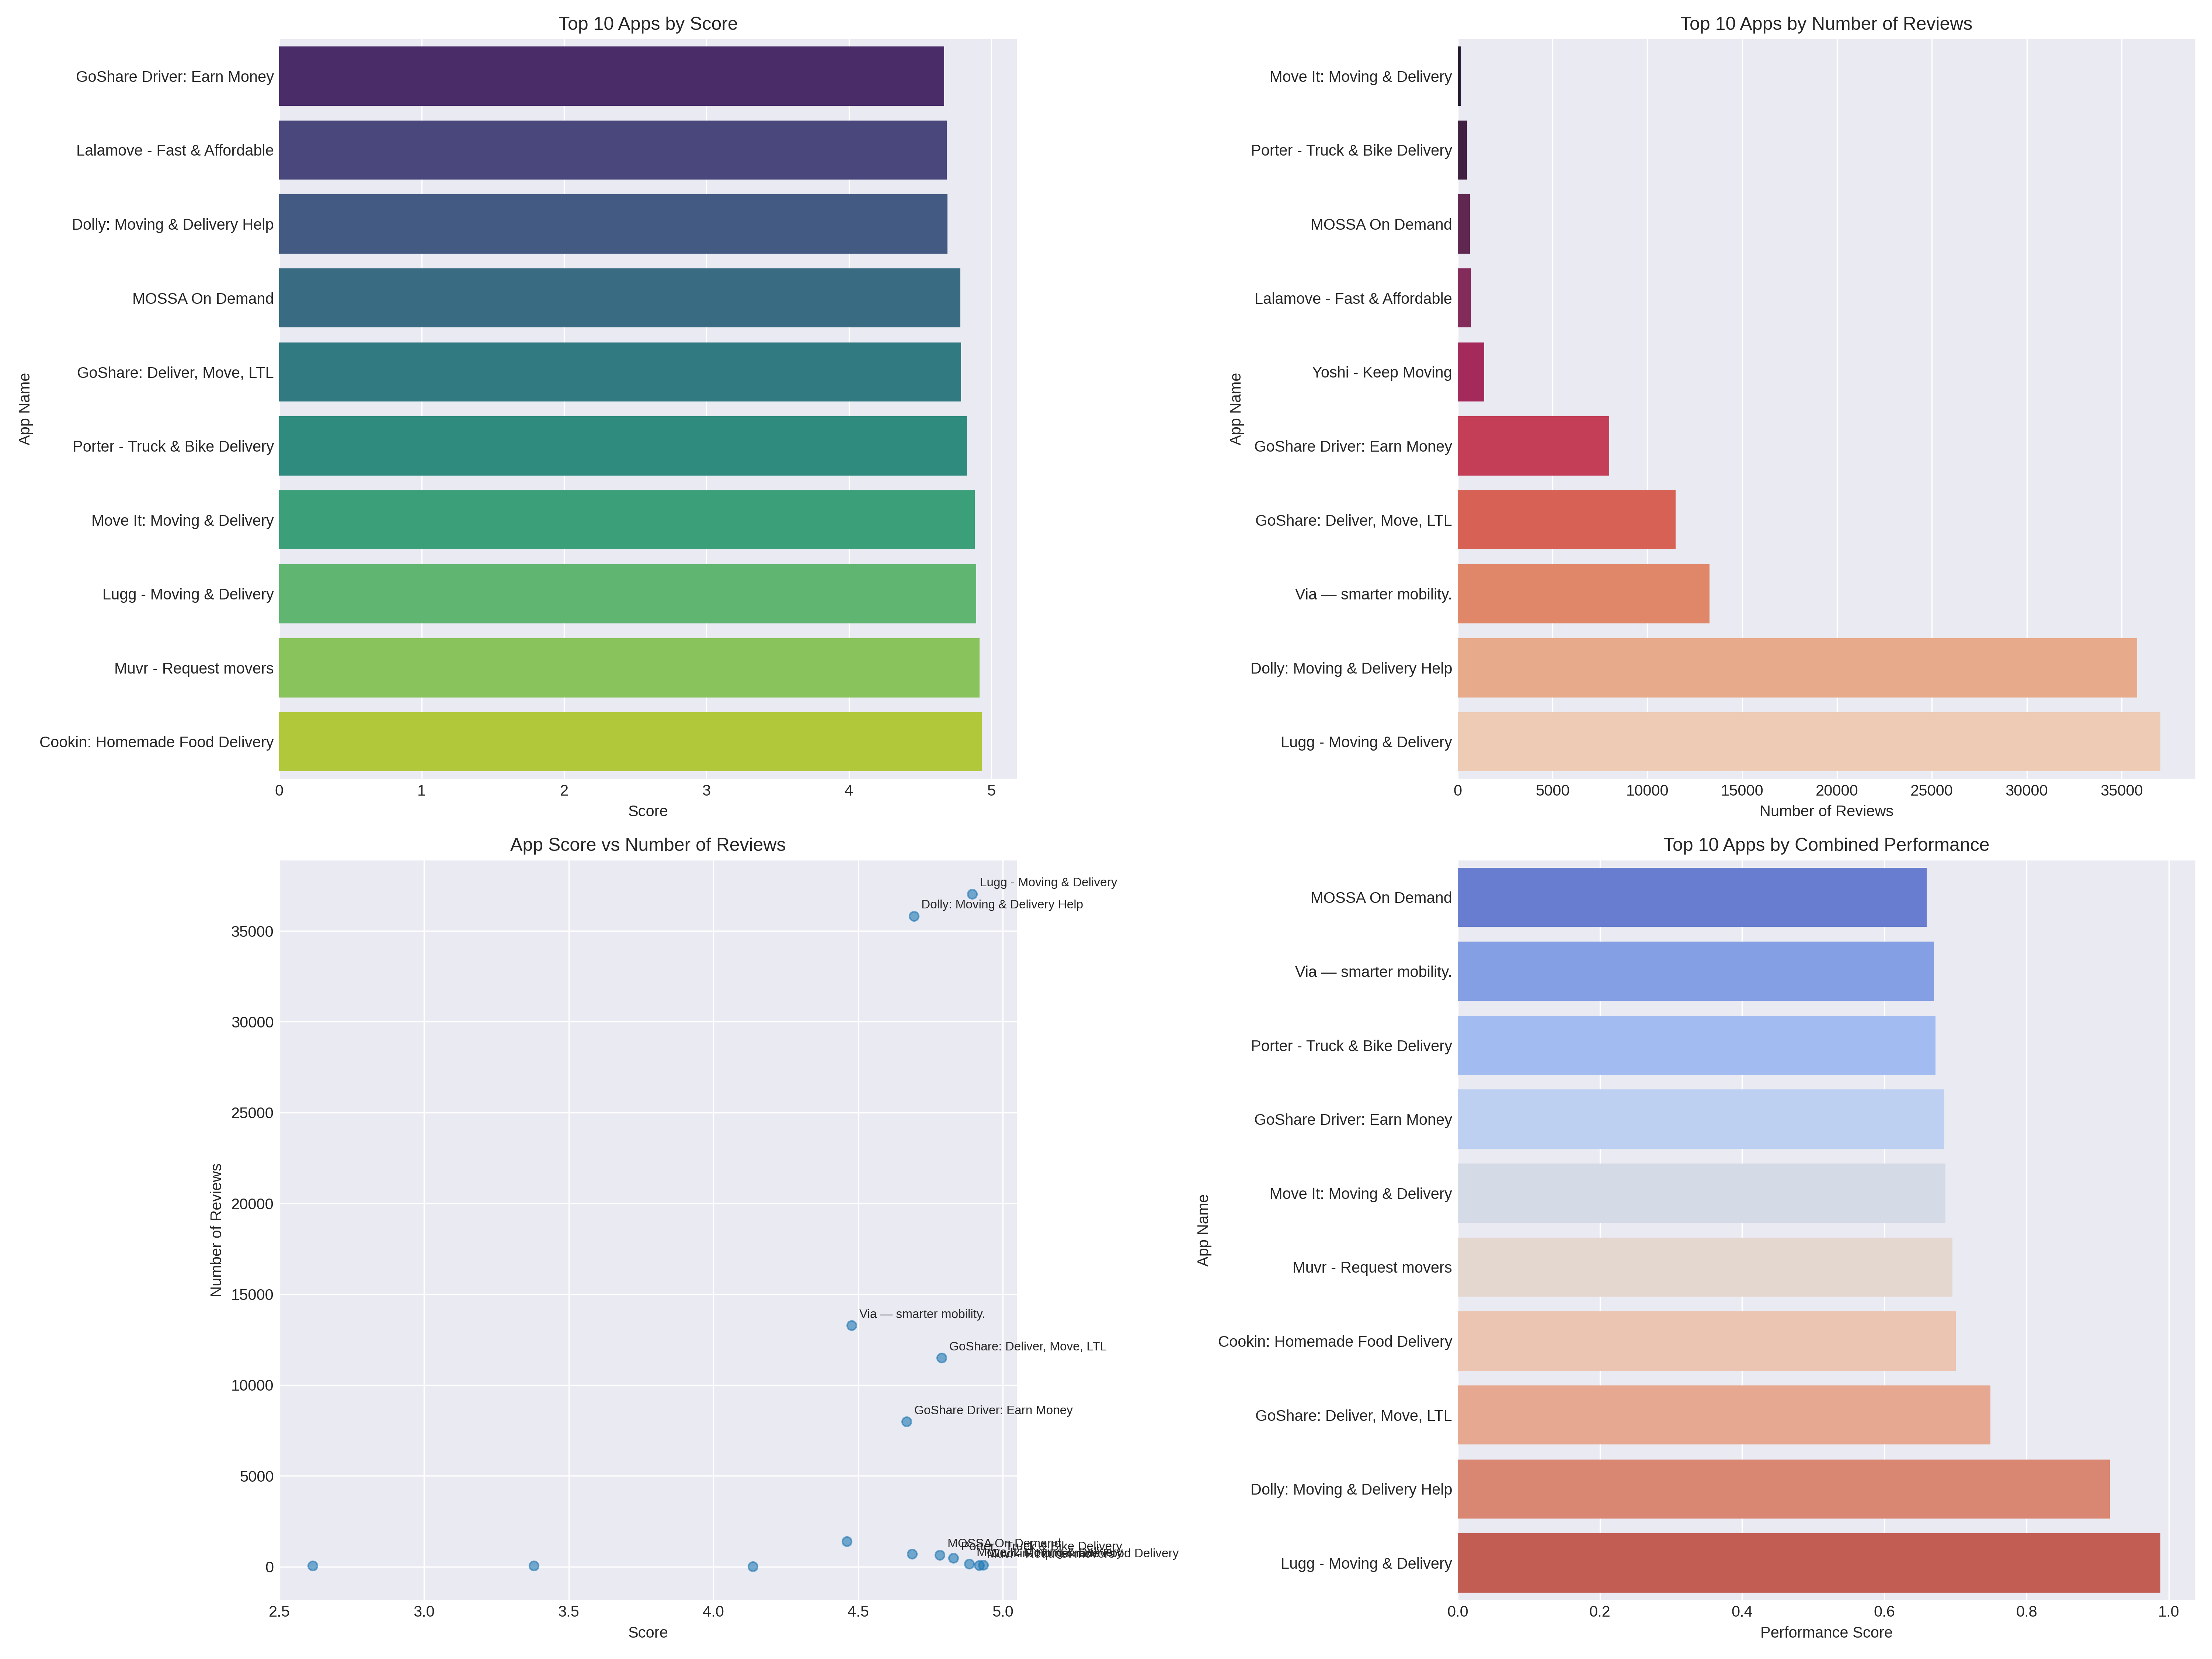 Top 10 Apps by Score
App Name
GoShare Driver: Earn Money
Lalamove - Fast & Affordable
Dolly: Moving & Delivery Help
MOSSA On Demand
GoShare: Deliver, Move, LTL
Porter - Truck & Bike Delivery
Move It: Moving & Delivery
Lugg - Moving & Delivery
Muvr - Request movers
Cookin: Homemade Food Delivery
0 1 2 3 4 5
Score
Top 10 Apps by Number of Reviews
App Name
Move It: Moving & Delivery
Porter - Truck & Bike Delivery
MOSSA On Demand
Lalamove - Fast & Affordable
Yoshi - Keep Moving
GoShare Driver: Earn Money
GoShare: Deliver, Move, LTL
Via — smarter mobility.
Dolly: Moving & Delivery Help
Lugg - Moving & Delivery
0 5000 10000 15000 20000 25000 30000 35000
Number of Reviews
App Score vs Number of Reviews
Number of Reviews
35000
30000
25000
20000
15000
10000
5000
0
Lugg - Moving & Delivery
Dolly: Moving & Delivery Help
Via — smarter mobility.
GoShare: Deliver, Move, LTL
GoShare Driver: Earn Money
MOSSA On Demand
Porter - Truck & Bike Delivery
Food Delivery
2.5 3.0 3.5 4.0 4.5 5.0
Score
Top 10 Apps by Combined Performance
App Name
MOSSA On Demand
Via — smarter mobility.
Porter - Truck & Bike Delivery
GoShare Driver: Earn Money
Move It: Moving & Delivery
Muvr - Request movers
Cookin: Homemade Food Delivery
GoShare: Deliver, Move, LTL
Dolly: Moving & Delivery Help
Lugg - Moving & Delivery
0.0 0.2 0.4 0.6 0.8 1.0
Performance Score